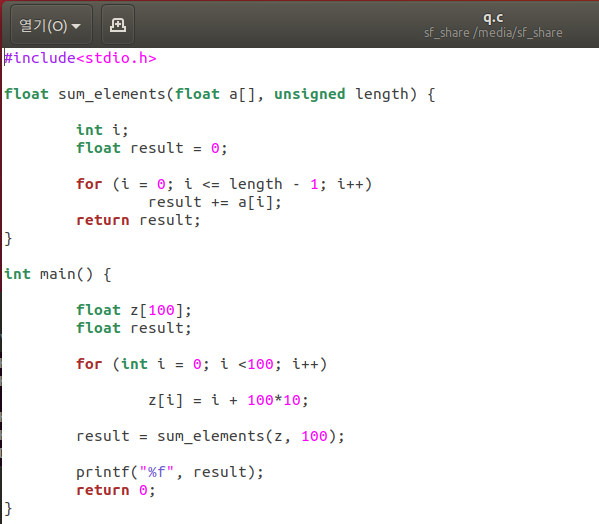 열기(O)
q.c
sf_share /media/sf_share
#include<stdio.h>
float sum_elements(float a[], unsigned length) {
int i;
float result = 0;
for (i = 0; i <= length - 1; i++)
result += a[i];
return result;
}
int main() {
float z[100];
float result;
for (int i = 0; i <100; i++)
z[i] = i + 100*10;
result = sum_elements(z, 100);
printf("%f", result);
return 0;
}